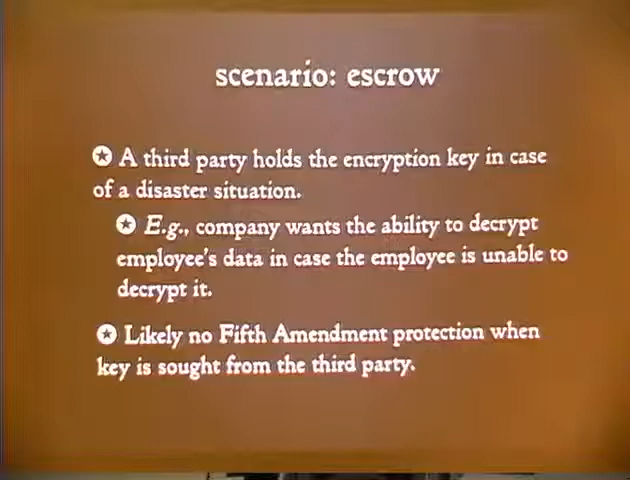 scenario: escrow
A third party holds the encryption key in case
of a disaster situation.
E.g., company wants the ability to decrypt
employee's data in case the employee is unable to
decrypt it.
Likely no Fifth Amendment protection when
key is sought from the third party.